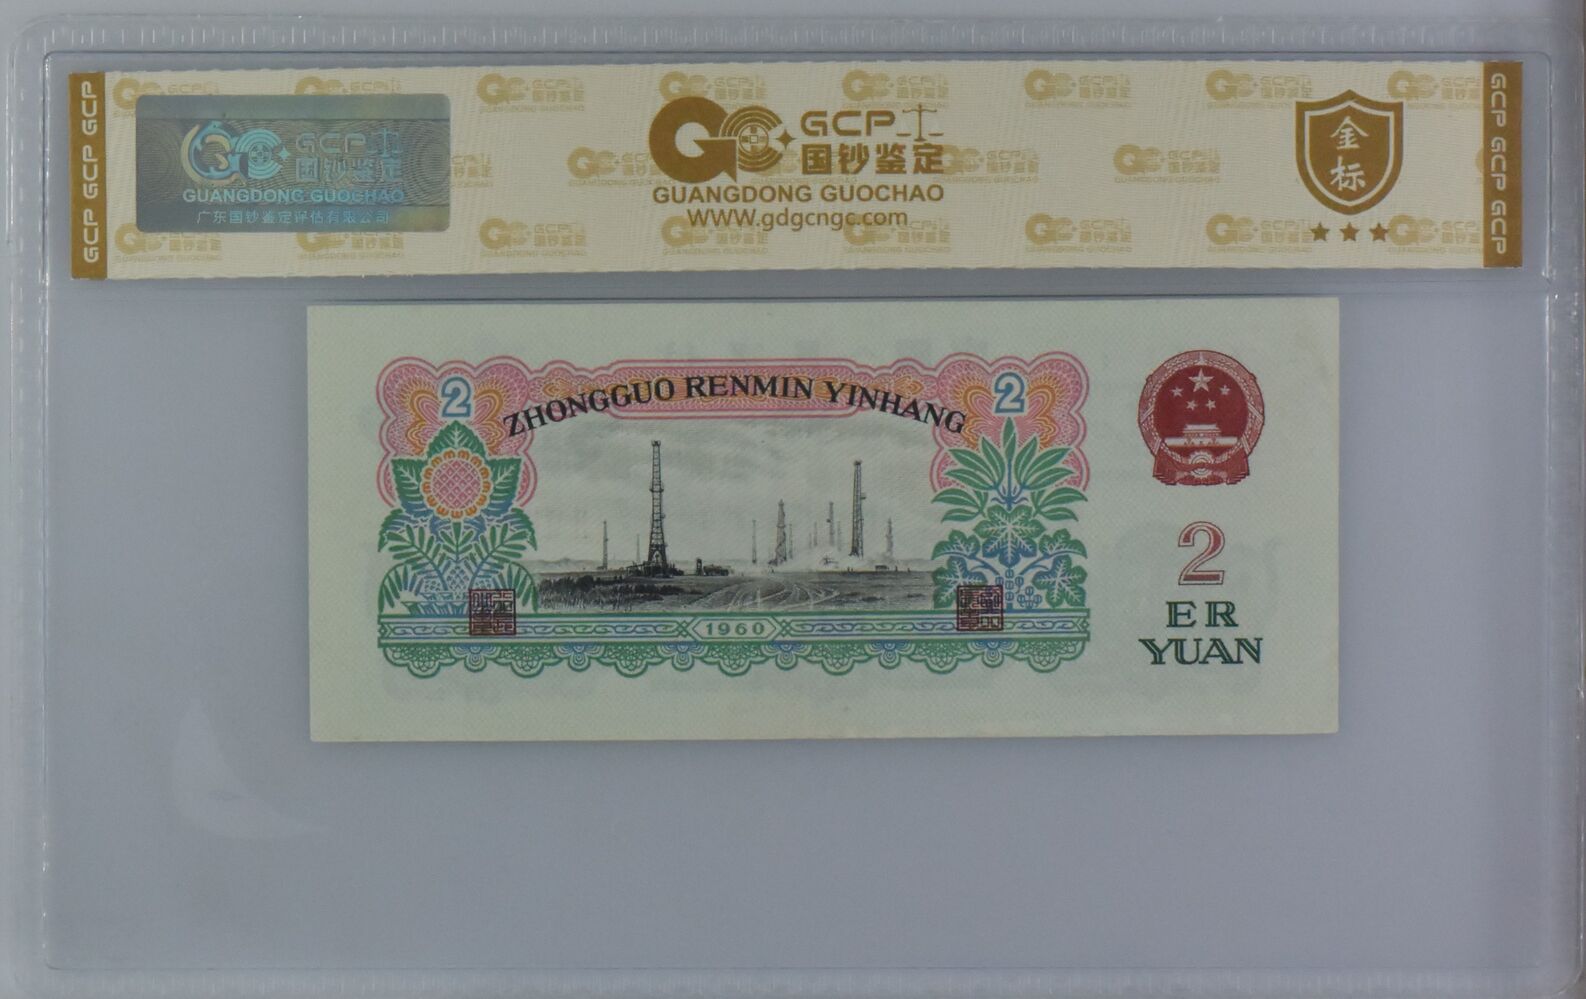 GCP GCP GCP
GCP
国钞鉴定
GUANGDONG GUOCHAO
广东国钞鉴定评估有限公司
GCP
国钞鉴定
GUANGDONG GUOCHAO
WWW.gdgcngc.com
金
标
GCP GCP GCP
2
ZHONGGUO RENMIN YINHANG
2
1960
2
ER
YUAN